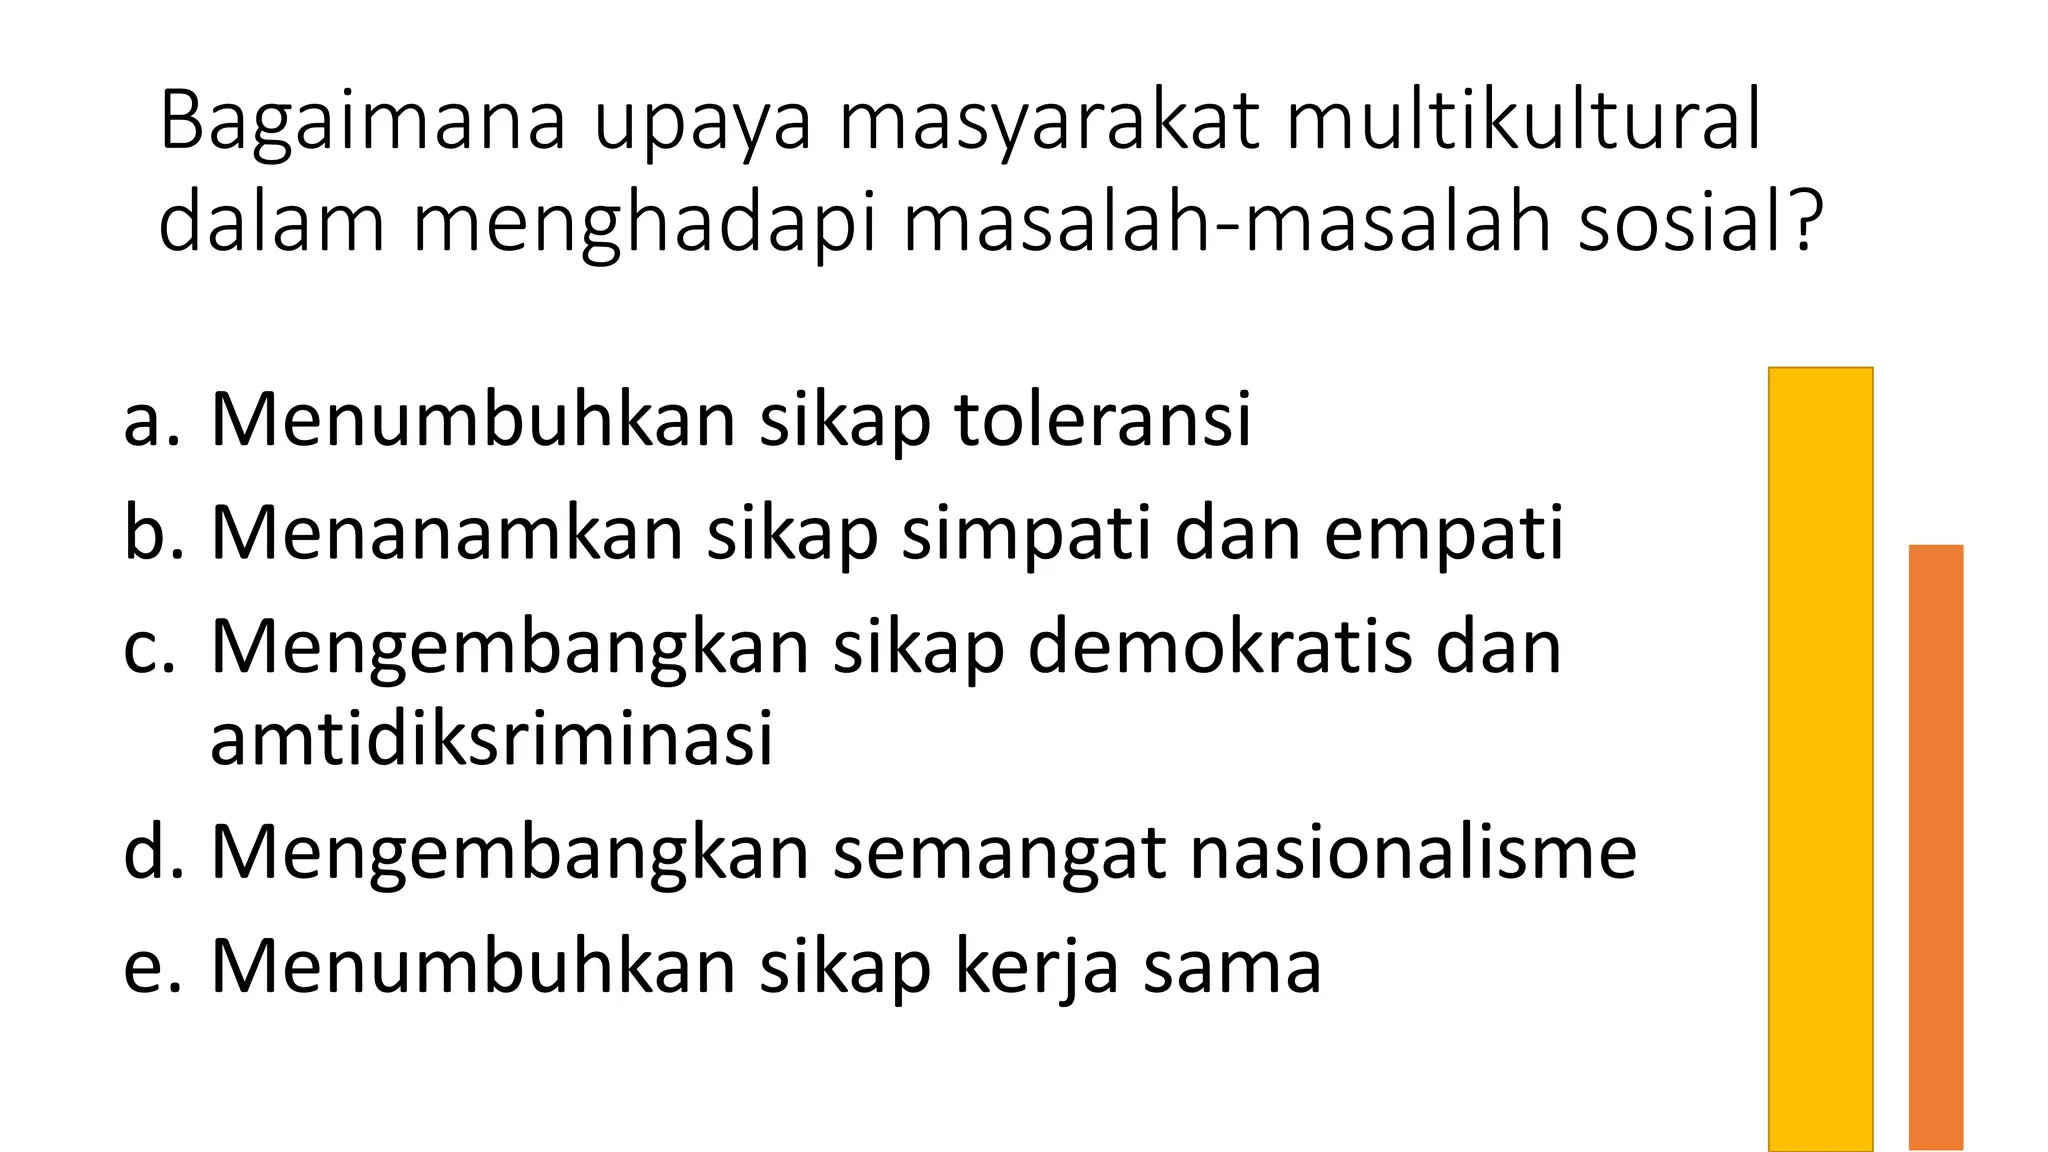 Bagaimana upaya masyarakat multikultural
dalam menghadapi masalah-masalah sosial?
a. Menumbuhkan sikap toleransi
b. Menanamkan sikap simpati dan empati
c. Mengembangkan sikap demokratis dan
amtidiksriminasi
d. Mengembangkan semangat nasionalisme
e. Menumbuhkan sikap kerja sama